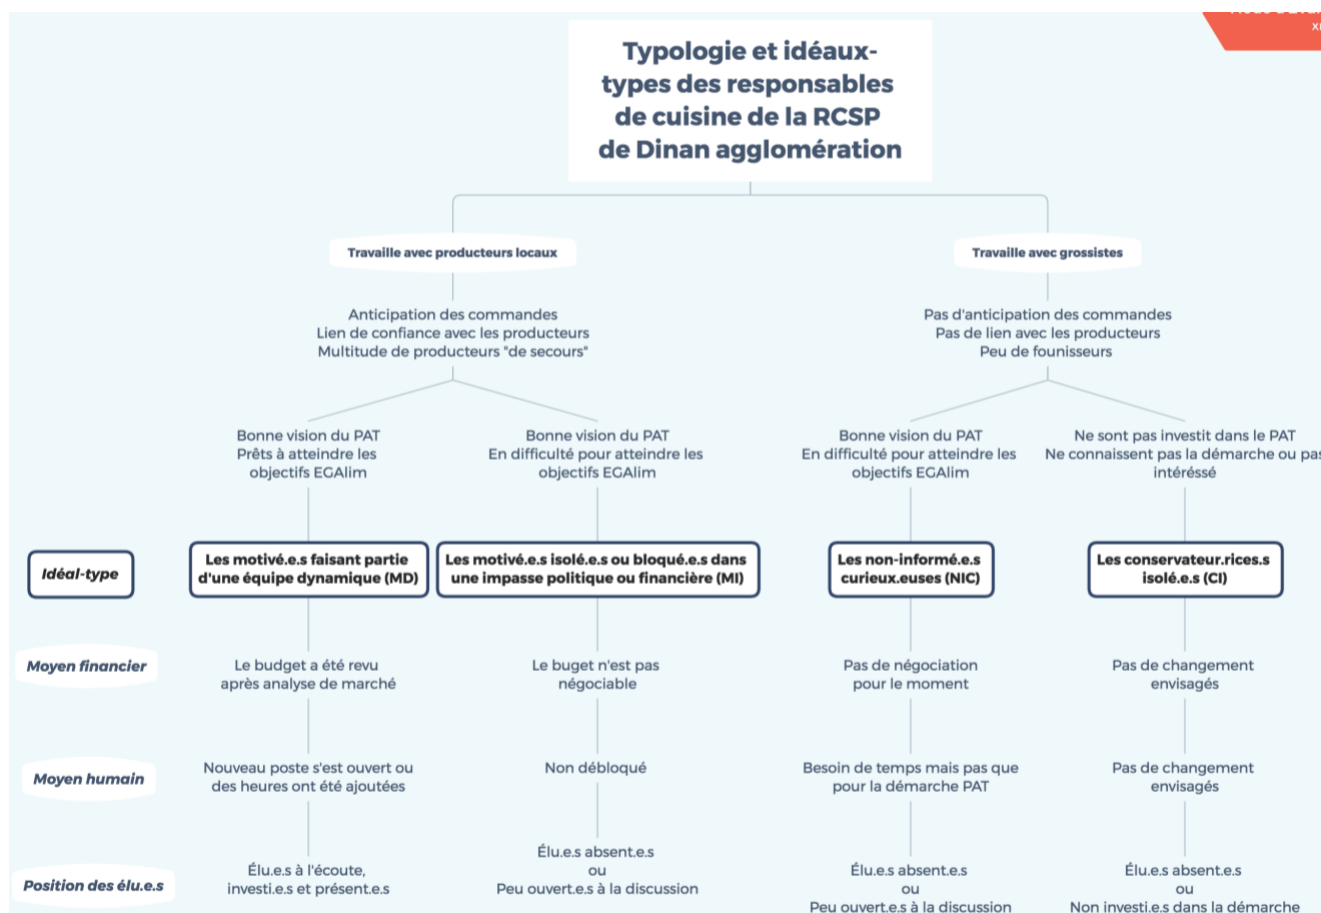 Typologie et idéaux-
types des responsables
de cuisine de la RCSP
de Dinan agglomération
Travaille avec producteurs locaux
Travaille avec grossistes
Anticipation des commandes
Lien de confiance avec les producteurs
Multitude de producteurs "de secours"
Pas d'anticipation des commandes
Pas de lien avec les producteurs
Peu de founisseurs
Bonne vision du PAT
Prêts à atteindre les
objectifs EGAlim
Bonne vision du PAT
En difficulté pour atteindre les
objectifs EGAlim
Bonne vision du PAT
En difficulté pour atteindre les
objectifs EGAlim
Ne sont pas investit dans le PAT
Ne connaissent pas la démarche ou pas
intéréssé
Idéal-type
Les motivé.e.s faisant partie
d'une équipe dynamique (MD)
Les motivé.e.s isolé.e.s ou bloqué.e.s dans
une impasse politique ou financière (MI)
Les non-informé.e.s
curieux.euses (NIC)
Les conservateur.rices.s
isolé.e.s (CI)
Moyen financier
Le budget a été revu
après analyse de marché
Le buget n'est pas
négociable
Pas de négociation
pour le moment
Pas de changement
envisagés
Moyen humain
Nouveau poste s'est ouvert ou
des heures ont été ajoutées
Non débloqué
Besoin de temps mais pas que
pour la démarche PAT
Pas de changement
envisagés
Position des élu.e.s
Élu.e.s à l'écoute,
investi.e.s et présent.e.s
Élu.e.s absent.e.s
ou
Peu ouvert.e.s à la discussion
Élu.e.s absent.e.s
ou
Peu ouvert.e.s à la discussion
Élu.e.s absent.e.s
ou
Non investi.e.s dans la démarche